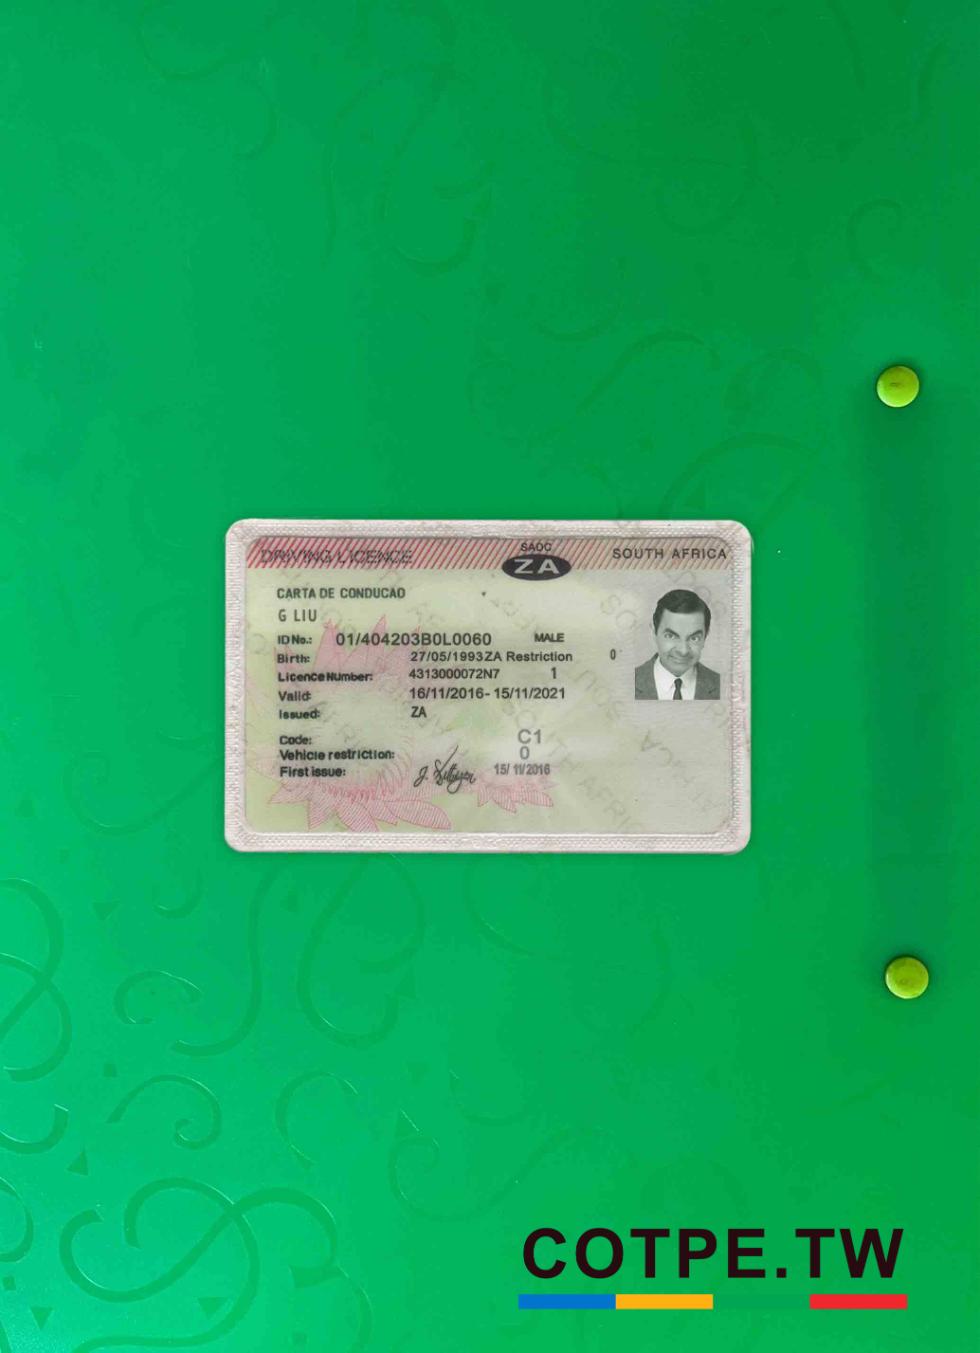 DRIVING LICENCE
SADC
ZA
SOUTH AFRICA
CARTA DE CONDUCAO
G LIU
ID No.: 01/404203B0L0060 MALE
Birth: 27/05/1993 ZA Restriction 0
Licence Number: 4313000072N7 1
Valid: 16/11/2016- 15/11/2021
Issued: ZA
Code: C1
Vehicle restriction: 0
First issue: 15/11/2016
COTPE.TW